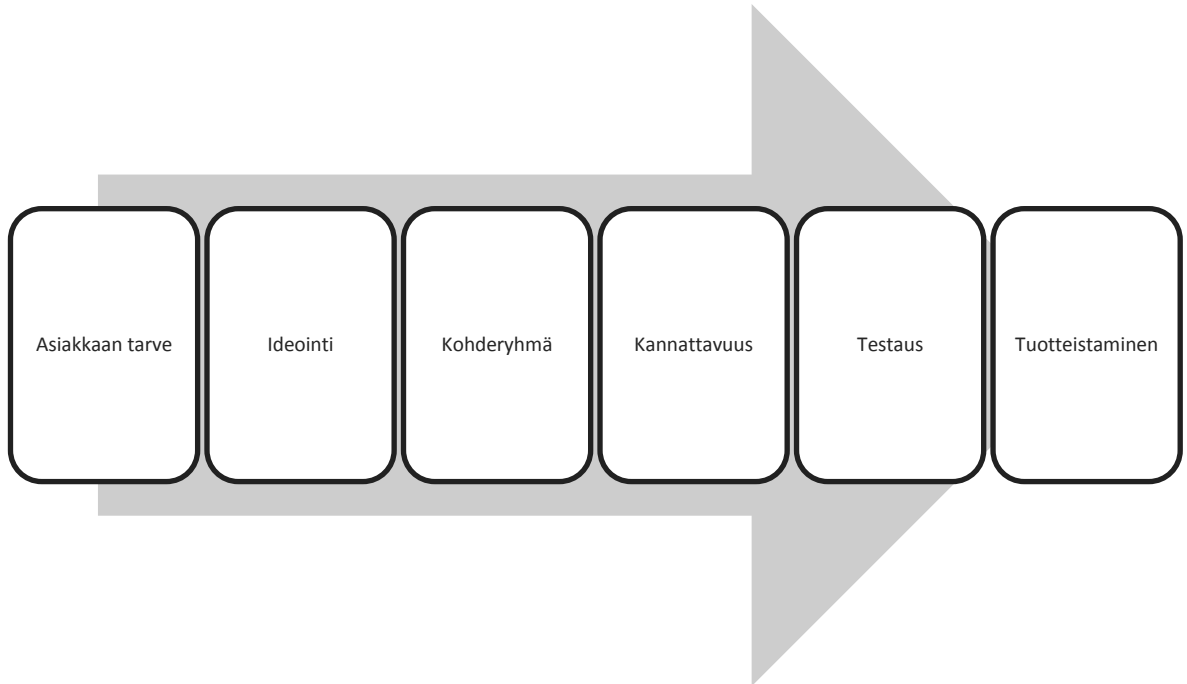 Asiakkaan tarve
Ideointi
Kohderyhmä
Kannattavuus
Testaus
Tuotteistaminen